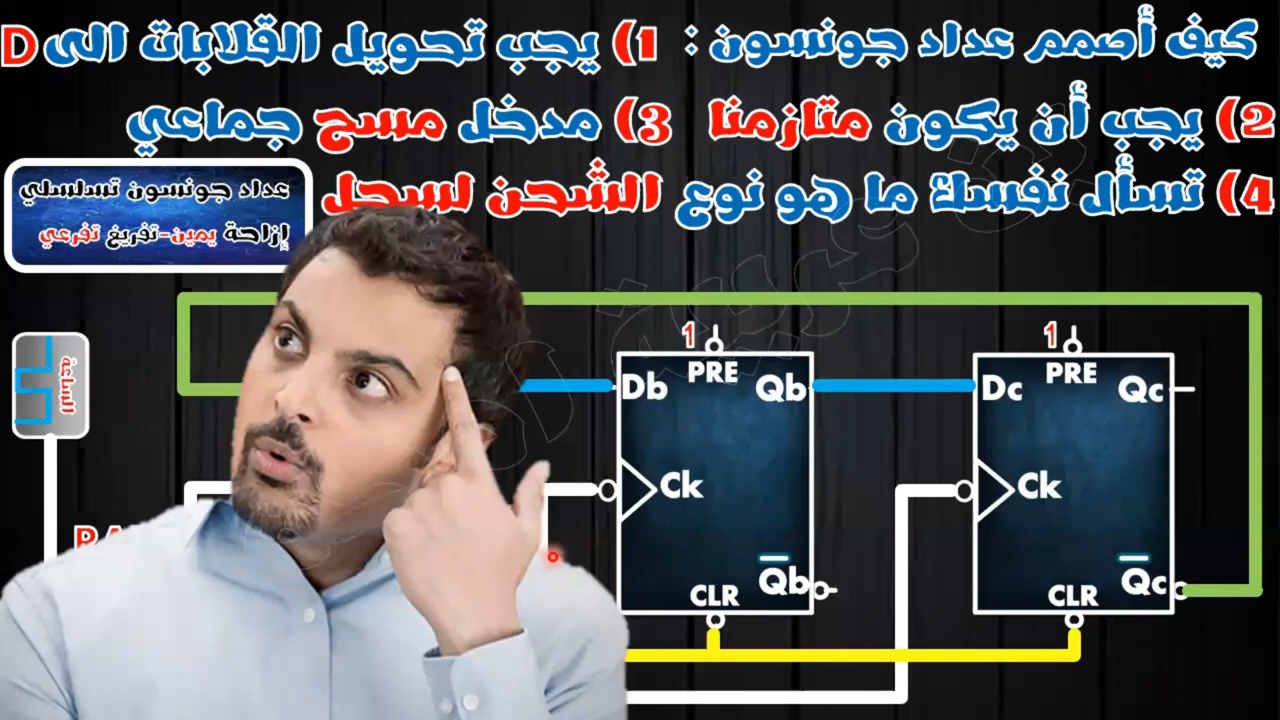 كيف أصمم عداد جونسون : 1) يجب تحويل القلابات الى D
2) يجب أن يكون متازمنا 3) مدخل مسح جماعي
4) تسأل نفسك ما هو نوع الشحن لسجل
عداد جونسون تسلسلي
إزاحة يمين-تفريغ تفرعي
الساعة
1
PRE
Db
Qb
Ck
CLR
Qb
1
PRE
Dc
Qc
Ck
CLR
Qc